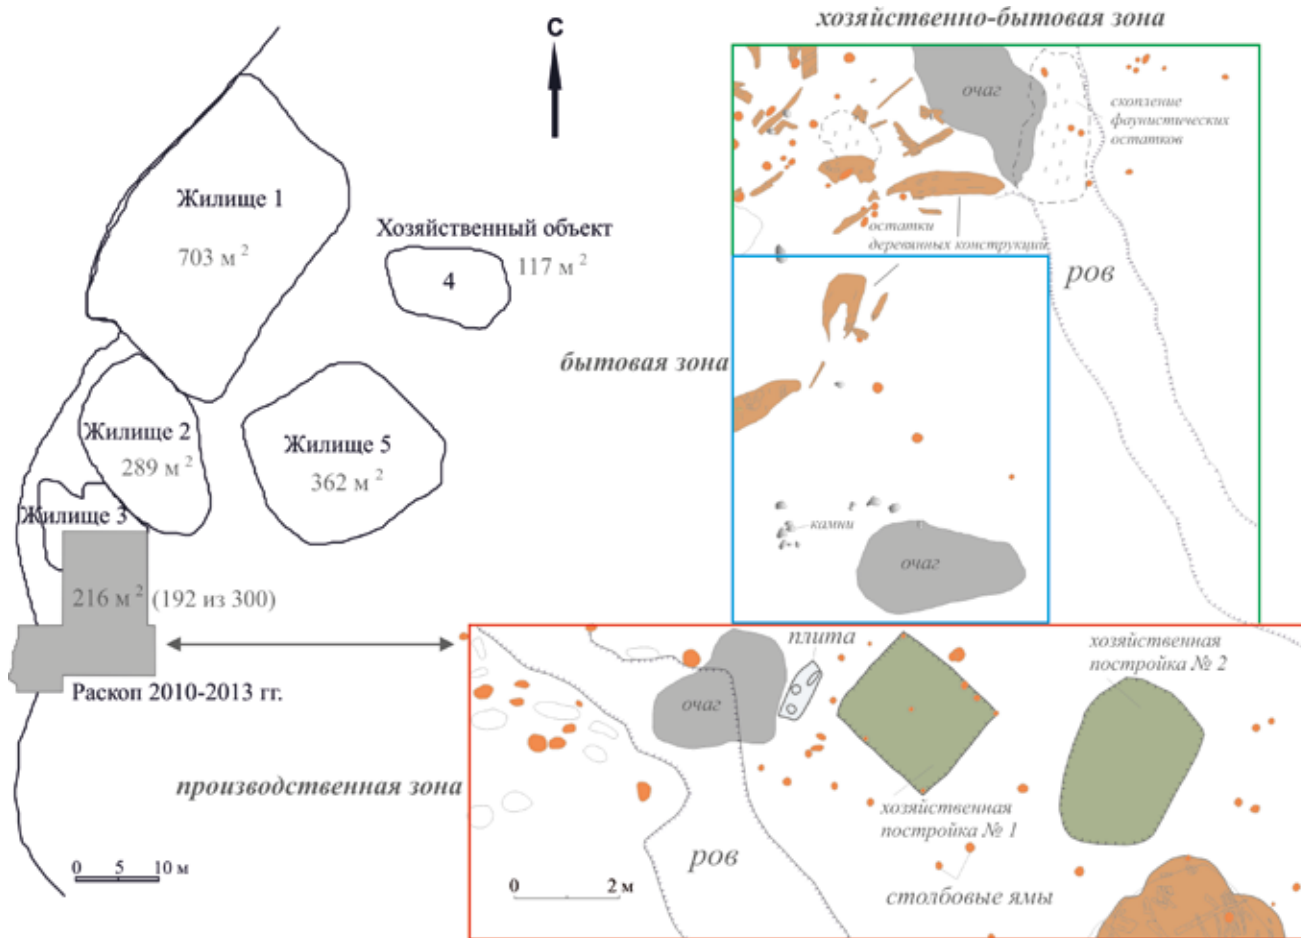 С
Жилище 1
703 м 2
Хозяйственный объект
4
117 м 2
Жилище 2
289 м 2
Жилище 5
362 м 2
Жилище 3
216 м 2 (192 из 300)
Раскоп 2010-2013 гг.
0 5 10 м
хозяйственно-бытовая зона
очаг
скопление
фаунистических
остатков
остатки
деревянных конструкций
ров
бытовая зона
камни
очаг
производственная зона
плита
очаг
хозяйственная
постройка № 2
хозяйственная
постройка № 1
ров
0 2 м
столбовые ямы